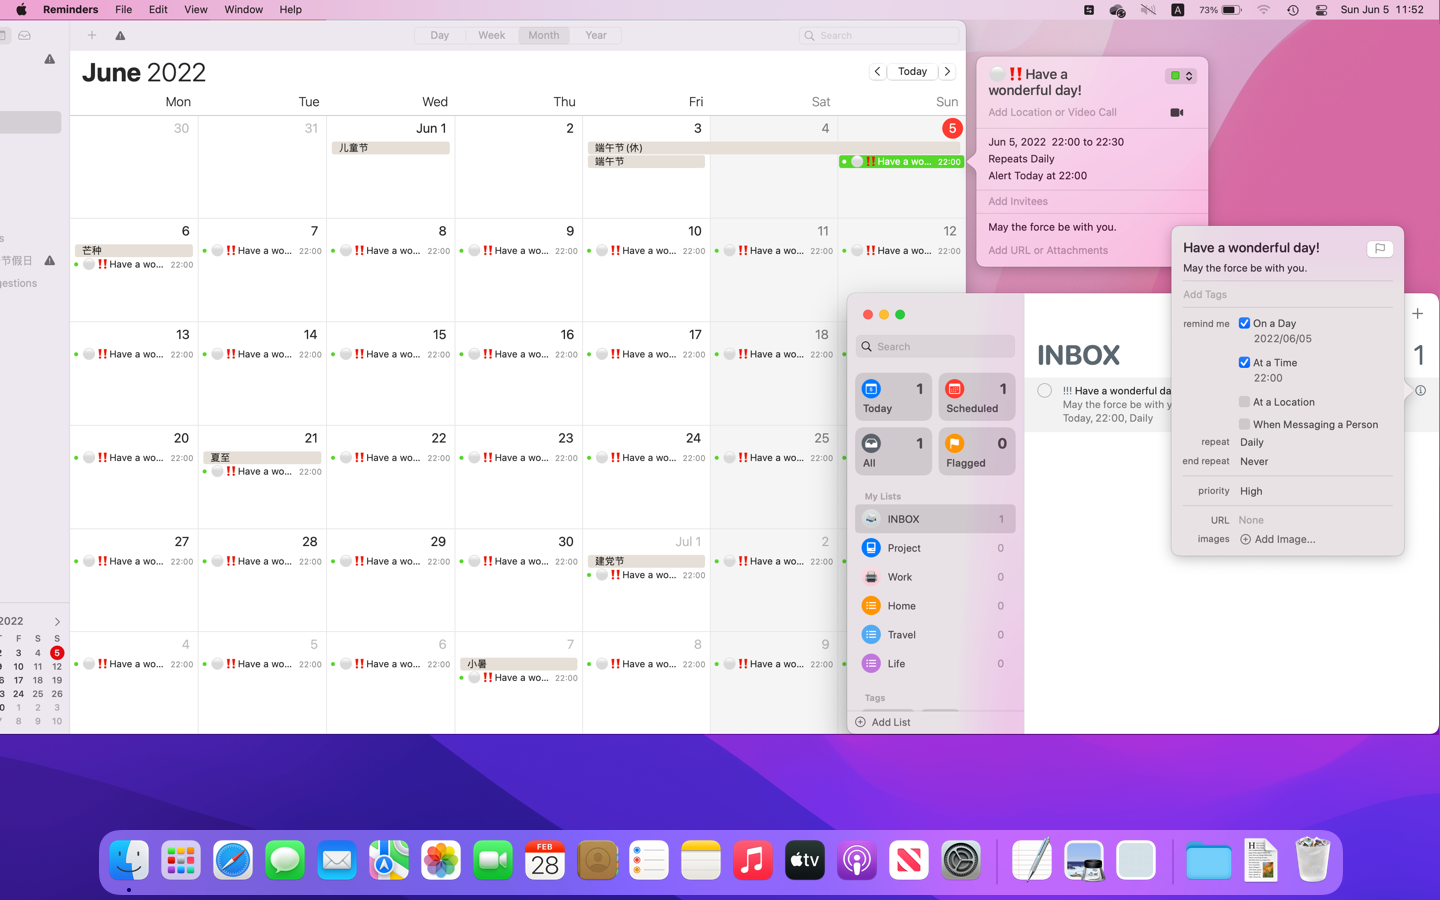 Reminders File Edit View Window Help
A 73% Sun Jun 5 11:52
Day Week Month Year
Search
June 2022
Today
Mon Tue Wed Thu Fri Sat Sun
30 31 Jun 1 2 3 4 5
儿童节
端午节 (休)
端午节
‼️Have a wo... 22:00
6 7 8 9 10 11 12
芒种
‼️Have a wo... 22:00
‼️Have a wo... 22:00
‼️Have a wo... 22:00
‼️Have a wo... 22:00
‼️Have a wo... 22:00
‼️Have a wo... 22:00
‼️Have a wo... 22:00
13 14 15 16 17 18
‼️Have a wo... 22:00
‼️Have a wo... 22:00
‼️Have a wo... 22:00
‼️Have a wo... 22:00
‼️Have a wo... 22:00
‼️Have a wo... 22:00
20 21 22 23 24 25
夏至
‼️Have a wo... 22:00
‼️Have a wo... 22:00
‼️Have a wo... 22:00
‼️Have a wo... 22:00
‼️Have a wo... 22:00
‼️Have a wo... 22:00
27 28 29 30 Jul 1 2
建党节
‼️Have a wo... 22:00
‼️Have a wo... 22:00
‼️Have a wo... 22:00
‼️Have a wo... 22:00
‼️Have a wo... 22:00
‼️Have a wo... 22:00
4 5 6 7 8 9
小暑
‼️Have a wo... 22:00
‼️Have a wo... 22:00
‼️Have a wo... 22:00
‼️Have a wo... 22:00
‼️Have a wo... 22:00
‼️Have a wo... 22:00
s
节假日
gestions
2022
F S S
2 3 4 5
9 10 11 12
6 17 18 19
3 24 25 26
0 1 2 3
7 8 9 10
‼️Have a
wonderful day!
Add Location or Video Call
Jun 5, 2022 22:00 to 22:30
Repeats Daily
Alert Today at 22:00
Add Invitees
May the force be with you.
Add URL or Attachments
Have a wonderful day!
May the force be with you.
Add Tags
remind me On a Day
2022/06/05
At a Time
22:00
At a Location
When Messaging a Person
repeat Daily
end repeat Never
priority High
URL None
images Add Image...
Search
1
Today
1
Scheduled
1
All
0
Flagged
My Lists
INBOX 1
Project 0
Work 0
Home 0
Travel 0
Life 0
Tags
Add List
INBOX 1
!!! Have a wonderful da
May the force be with y
Today, 22:00, Daily
FEB
28
tv